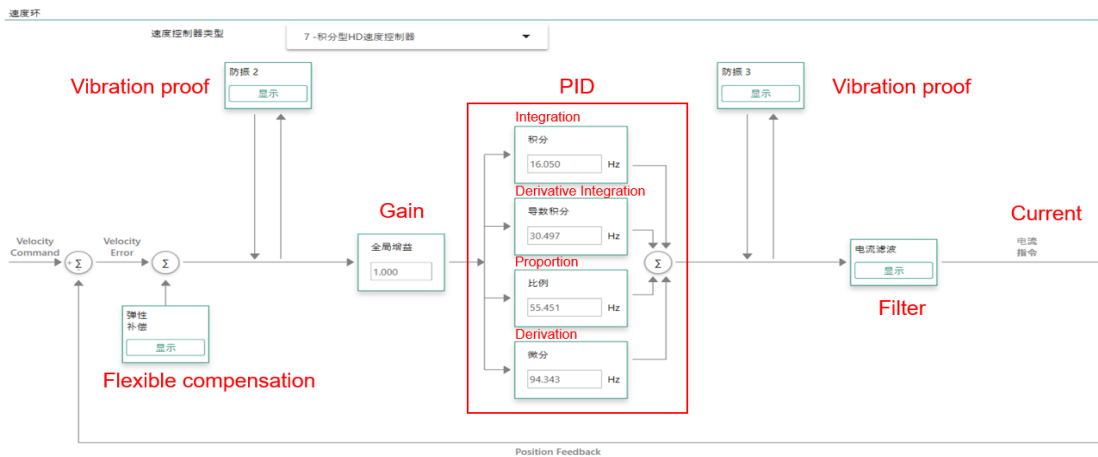 速度环
速度控制器类型
7 -积分型HD速度控制器
防振 2
显示
Vibration proof
PID
防振 3
显示
Vibration proof
Integration
积分
16.050 Hz
Derivative Integration
导数积分
30.497 Hz
Gain
全局增益
1.000
Proportion
比例
55.451 Hz
Derivation
微分
94.343 Hz
Velocity
Command
Velocity
Error
+
-
Σ
Σ
Σ
弹性
补偿
显示
Flexible compensation
电流滤波
显示
Filter
Current
电流
指令
Position Feedback